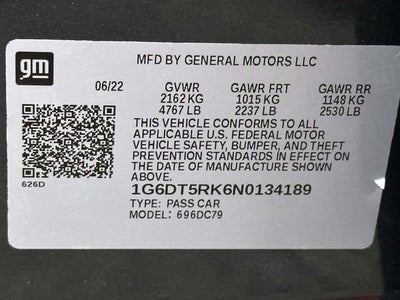 gm
MFD BY GENERAL MOTORS LLC
06/22 GVWR GAWR FRT GAWR RR
2162 KG 1015 KG 1148 KG
4767 LB 2237 LB 2530 LB
THIS VEHICLE CONFORMS TO ALL
APPLICABLE U.S. FEDERAL MOTOR
VEHICLE SAFETY, BUMPER, AND THEFT
PREVENTION STANDARDS IN EFFECT ON
THE DATE OF MANUFACTURE SHOWN
ABOVE.
626D
1G6DT5RK6N0134189
TYPE: PASS CAR
MODEL: 696DC79